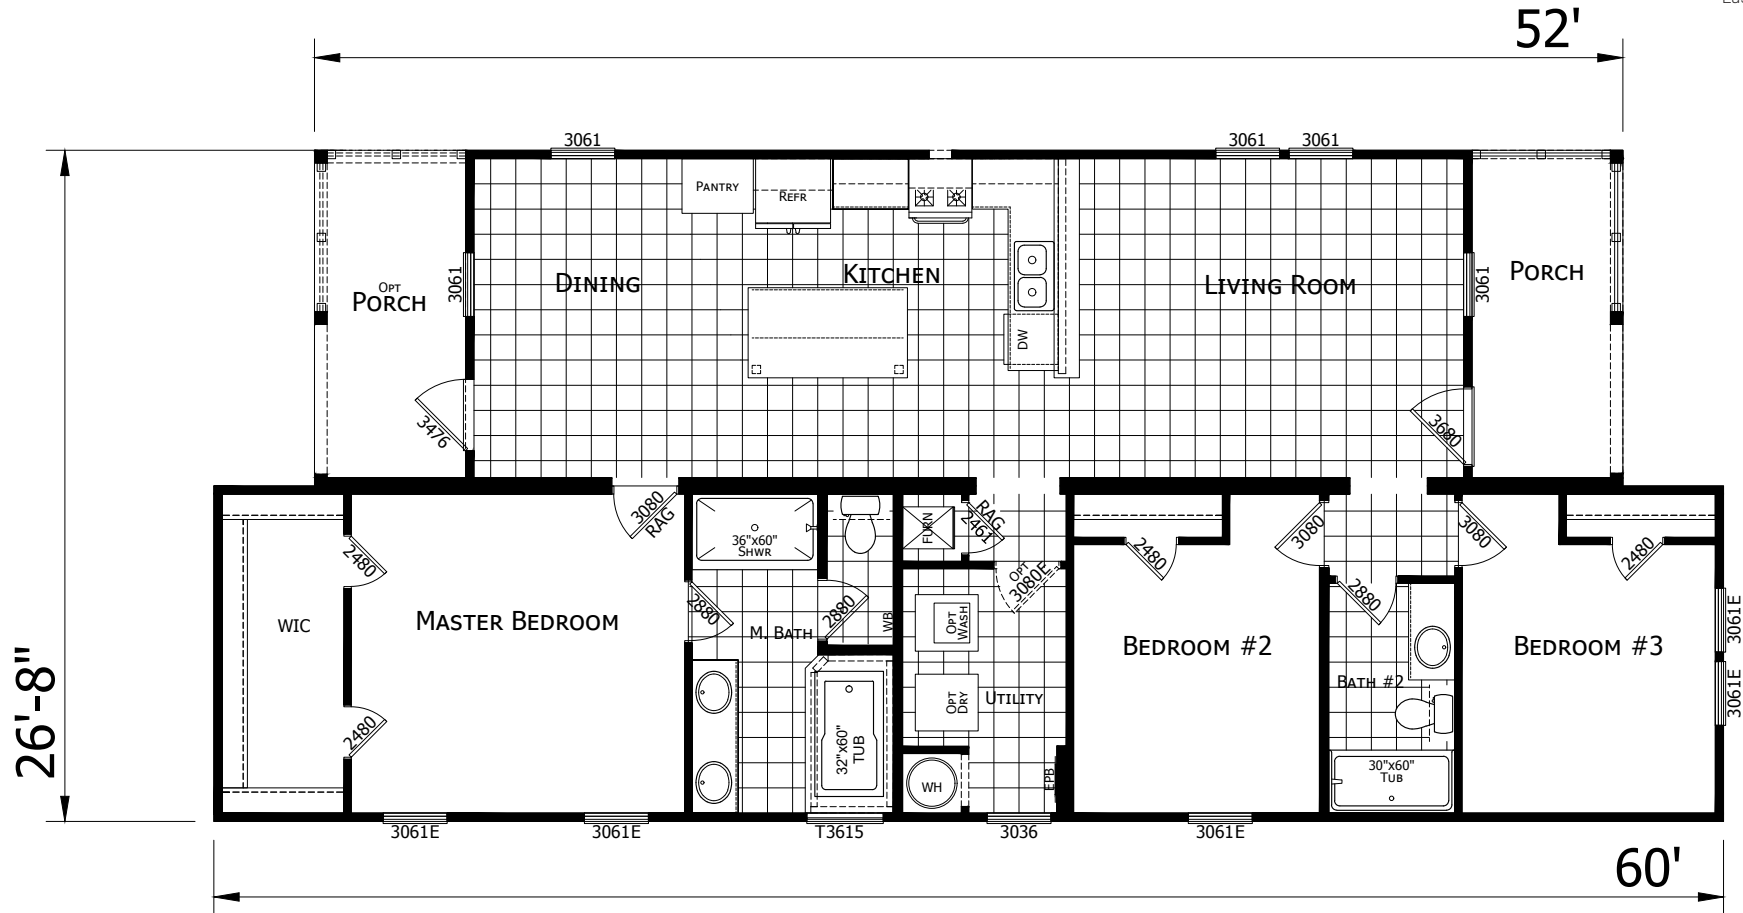 52'
3061
3061
3061
PANTRY
REFR
OPT
PORCH
3061
DINING
KITCHEN
LIVING ROOM
3061
PORCH
DW
3476
3680
3080
RAG
36"x60"
SHWR
FURN
RAG
2461
OPT
3080E
2480
2480
3080
3080
2480
WIC
MASTER BEDROOM
2880
M. BATH
2880
WB
OPT
WASH
BEDROOM #2
2880
BEDROOM #3
3061E
26'-8"
2480
32"x60"
TUB
OPT
DRY
UTILITY
BATH #2
3061E
WH
EPB
30"x60"
TUB
3061E
3061E
T3615
3036
3061E
60'